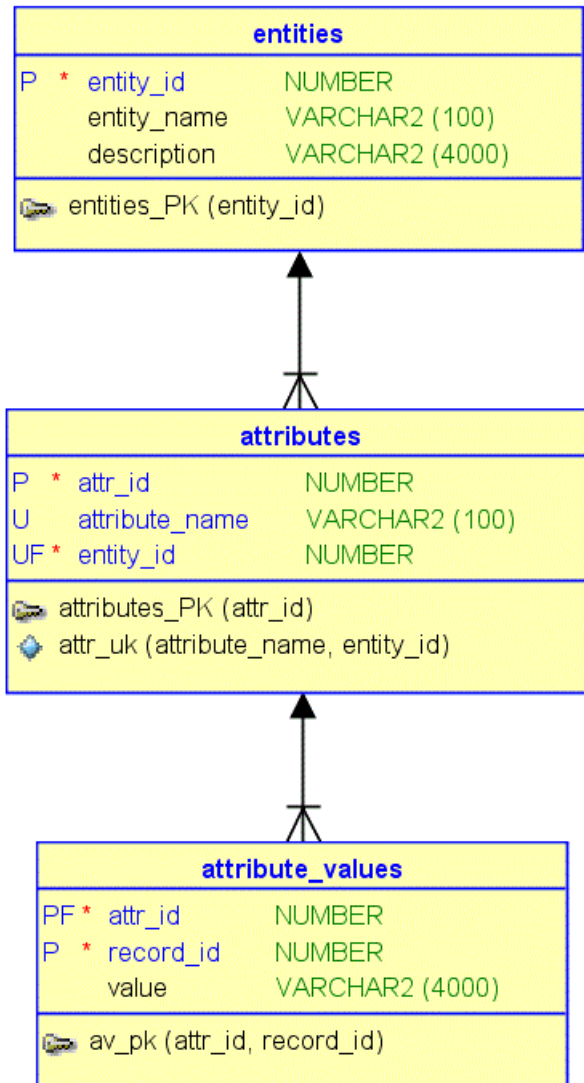 entities
P * entity_id NUMBER
entity_name VARCHAR2 (100)
description VARCHAR2 (4000)
entities_PK (entity_id)
attributes
P * attr_id NUMBER
U attribute_name VARCHAR2 (100)
UF * entity_id NUMBER
attributes_PK (attr_id)
attr_uk (attribute_name, entity_id)
attribute_values
PF * attr_id NUMBER
P * record_id NUMBER
value VARCHAR2 (4000)
av_pk (attr_id, record_id)